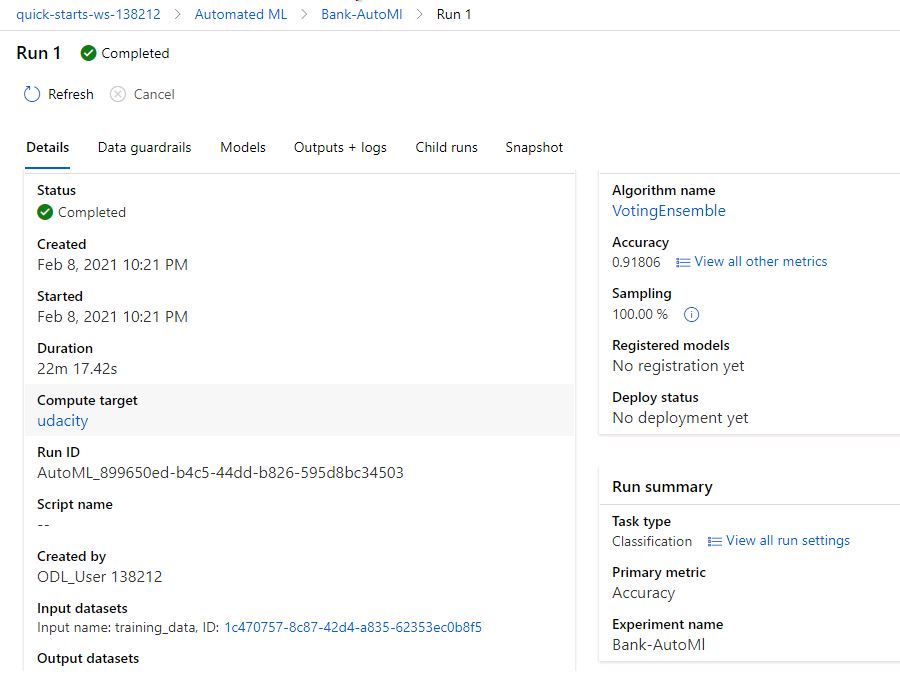 quick-starts-ws-138212 > Automated ML > Bank-AutoMl > Run 1
Run 1 Completed
Refresh Cancel
Details Data guardrails Models Outputs + logs Child runs Snapshot
Status
Completed
Created
Feb 8, 2021 10:21 PM
Started
Feb 8, 2021 10:21 PM
Duration
22m 17.42s
Compute target
udacity
Run ID
AutoML_899650ed-b4c5-44dd-b826-595d8bc34503
Script name
--
Created by
ODL_User 138212
Input datasets
Input name: training_data, ID: 1c470757-8c87-42d4-a835-62353ec0b8f5
Output datasets
Algorithm name
VotingEnsemble
Accuracy
0.91806 View all other metrics
Sampling
100.00 %
Registered models
No registration yet
Deploy status
No deployment yet
Run summary
Task type
Classification View all run settings
Primary metric
Accuracy
Experiment name
Bank-AutoMl